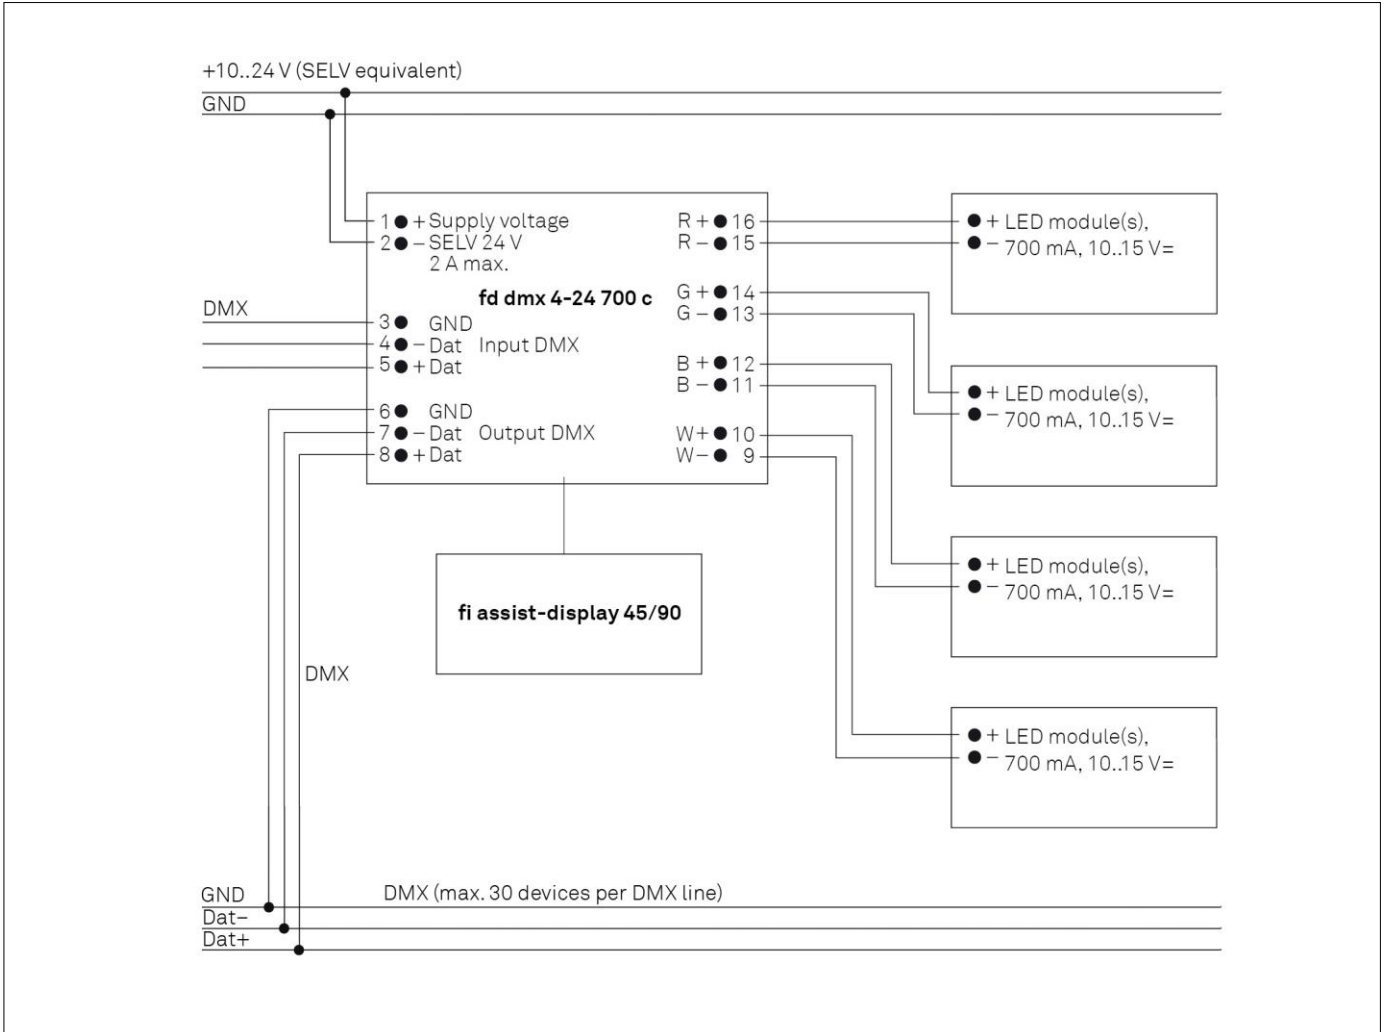 +10..24 V (SELV equivalent)
GND
1 + Supply voltage
2 – SELV 24 V
2 A max.
fd dmx 4-24 700 c
DMX
3 GND
4 – Dat Input DMX
5 + Dat
6 GND
7 – Dat Output DMX
8 + Dat
R + 16
R – 15
G + 14
G – 13
B + 12
B – 11
W+ 10
W– 9
+ LED module(s),
– 700 mA, 10..15 V=
+ LED module(s),
– 700 mA, 10..15 V=
+ LED module(s),
– 700 mA, 10..15 V=
+ LED module(s),
– 700 mA, 10..15 V=
fi assist-display 45/90
DMX
GND
DMX (max. 30 devices per DMX line)
Dat–
Dat+